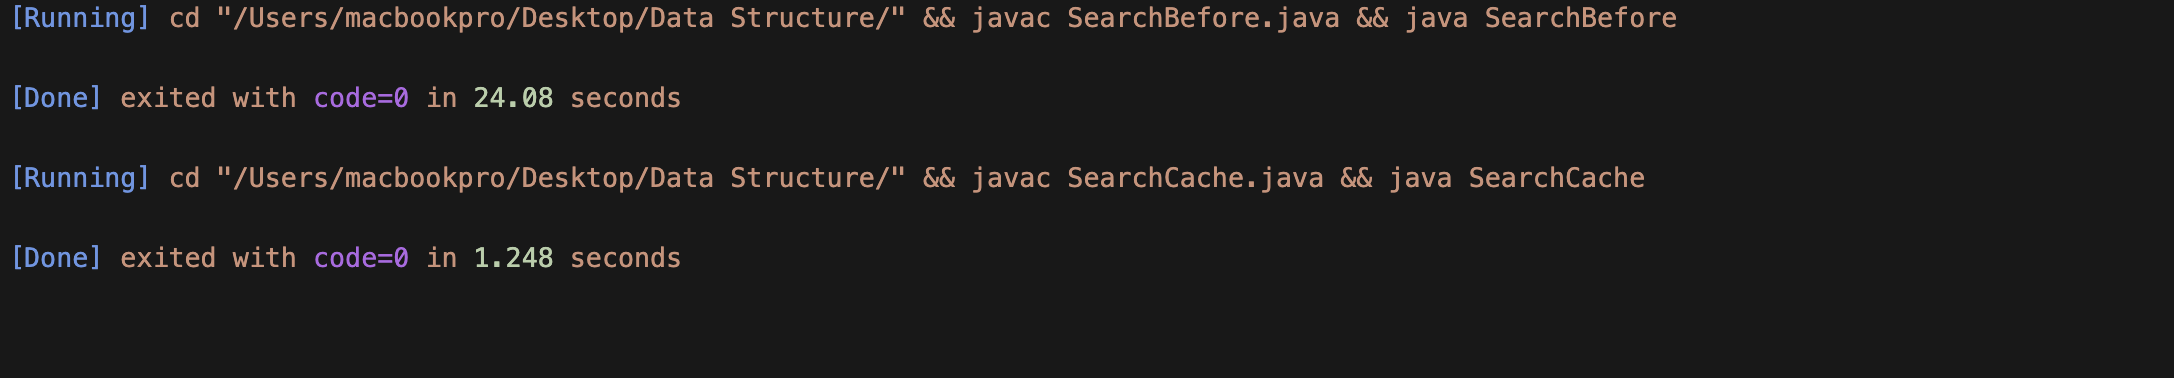 [Running] cd "/Users/macbookpro/Desktop/Data Structure/" && javac SearchBefore.java && java SearchBefore
[Done] exited with code=0 in 24.08 seconds
[Running] cd "/Users/macbookpro/Desktop/Data Structure/" && javac SearchCache.java && java SearchCache
[Done] exited with code=0 in 1.248 seconds